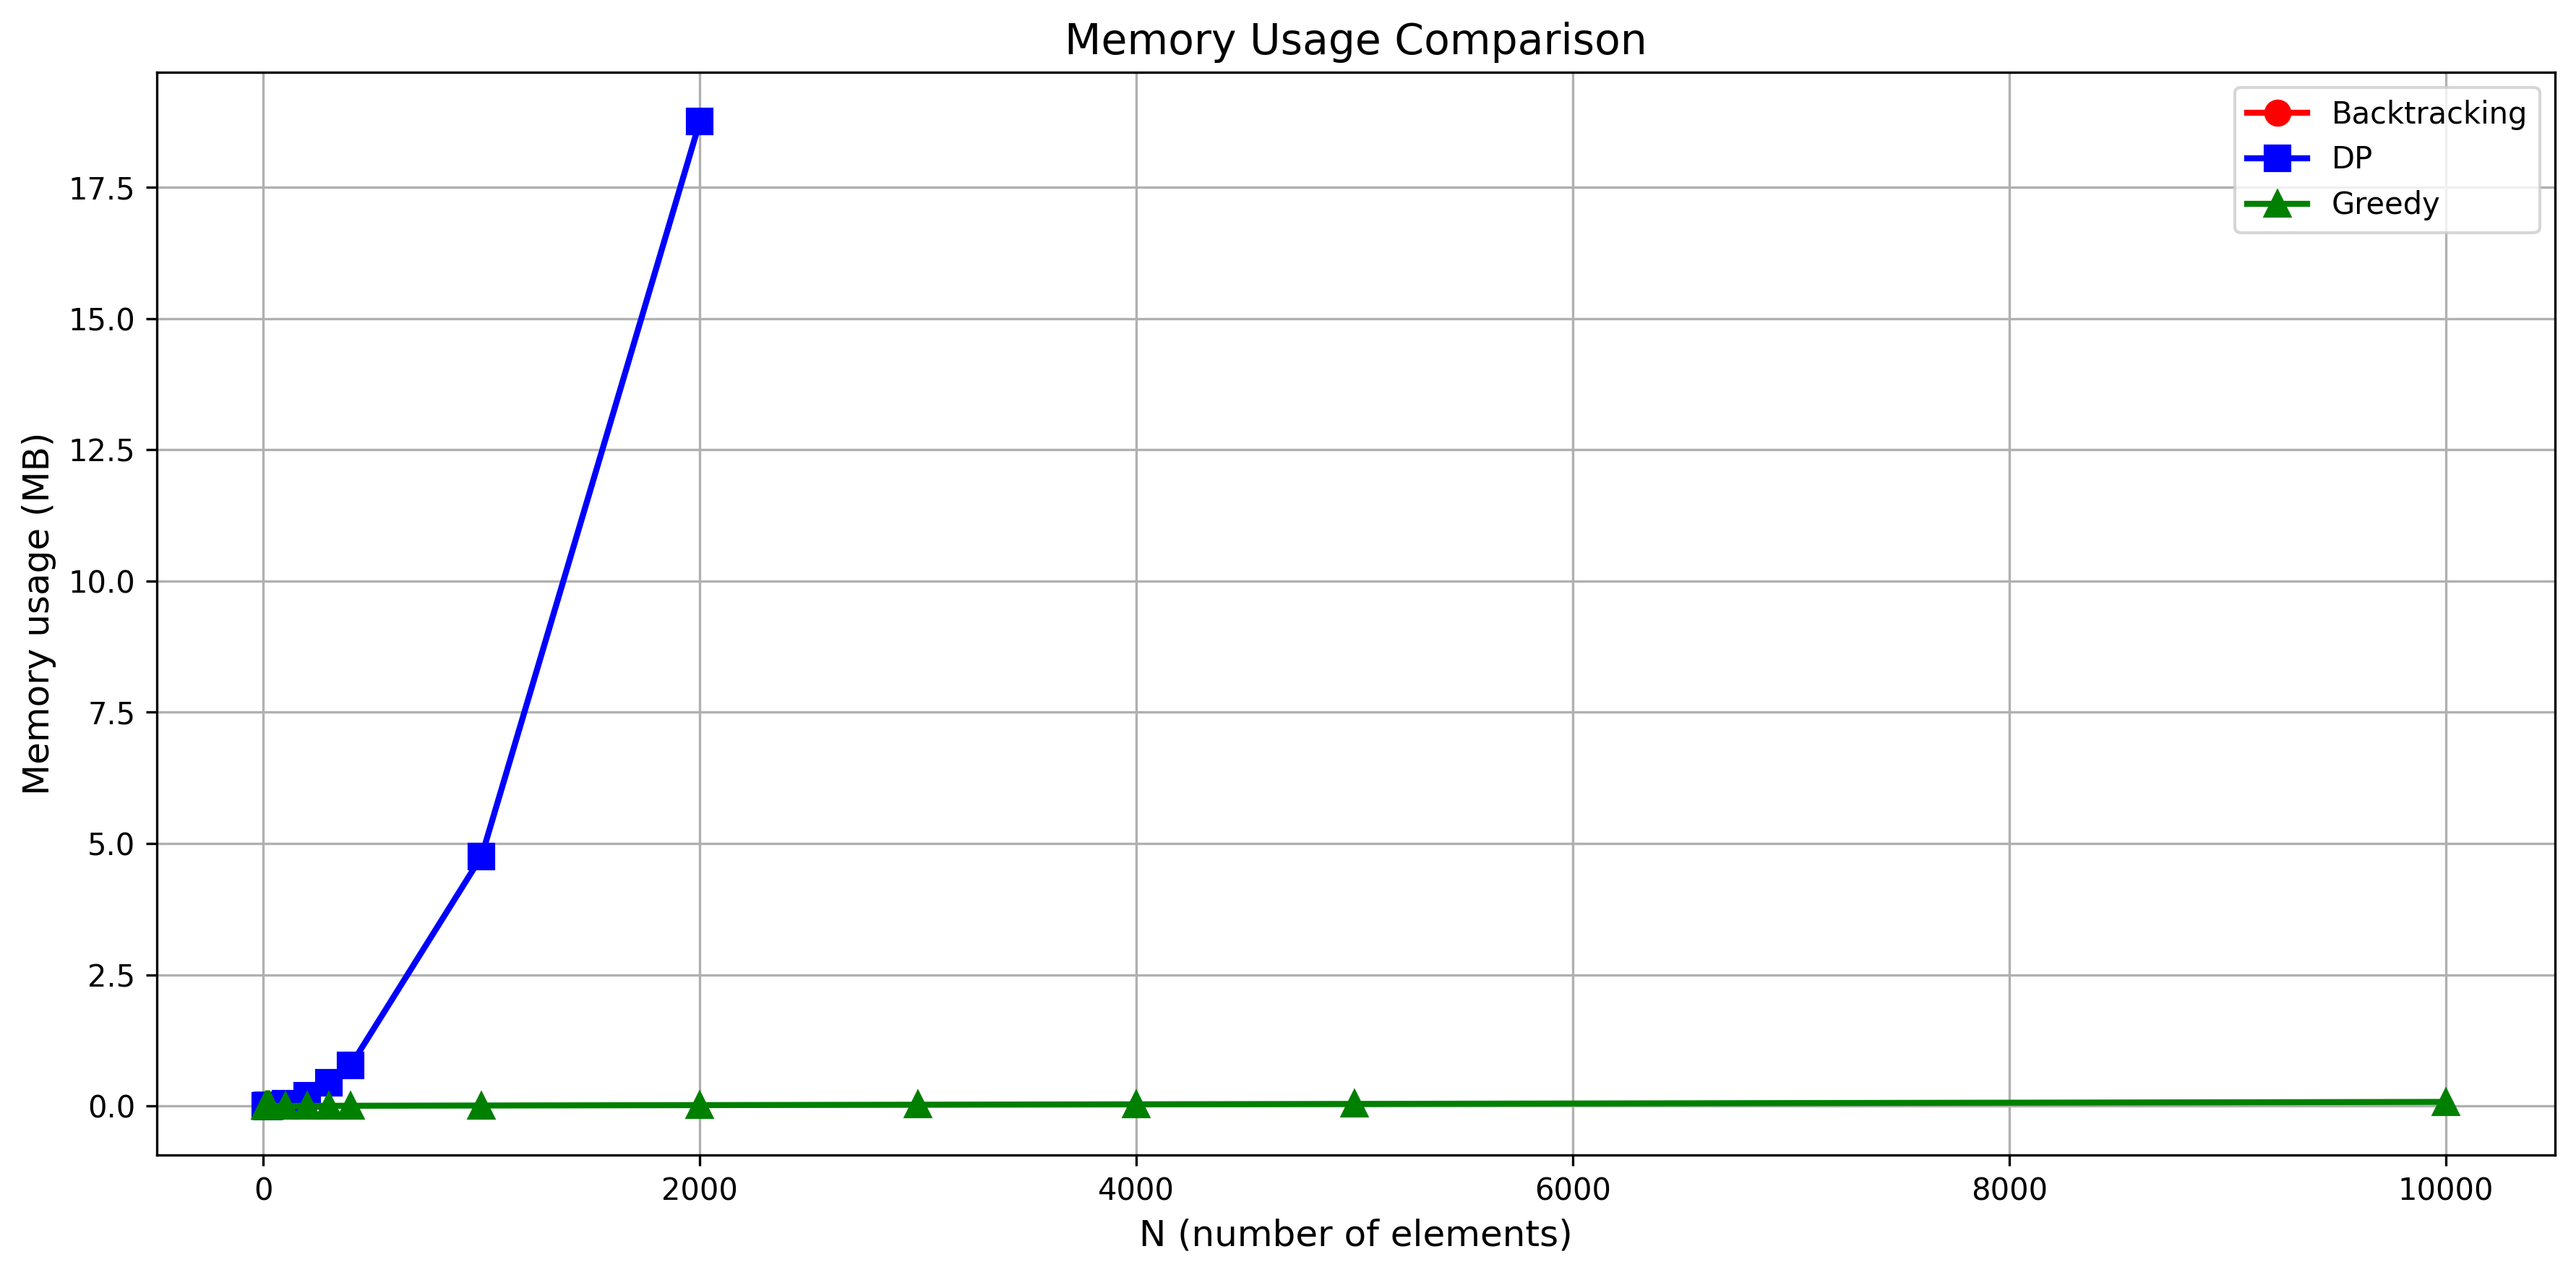 Memory Usage Comparison
Backtracking
DP
Greedy
Memory usage (MB)
17.5
15.0
12.5
10.0
7.5
5.0
2.5
0.0
0 2000 4000 6000 8000 10000
N (number of elements)